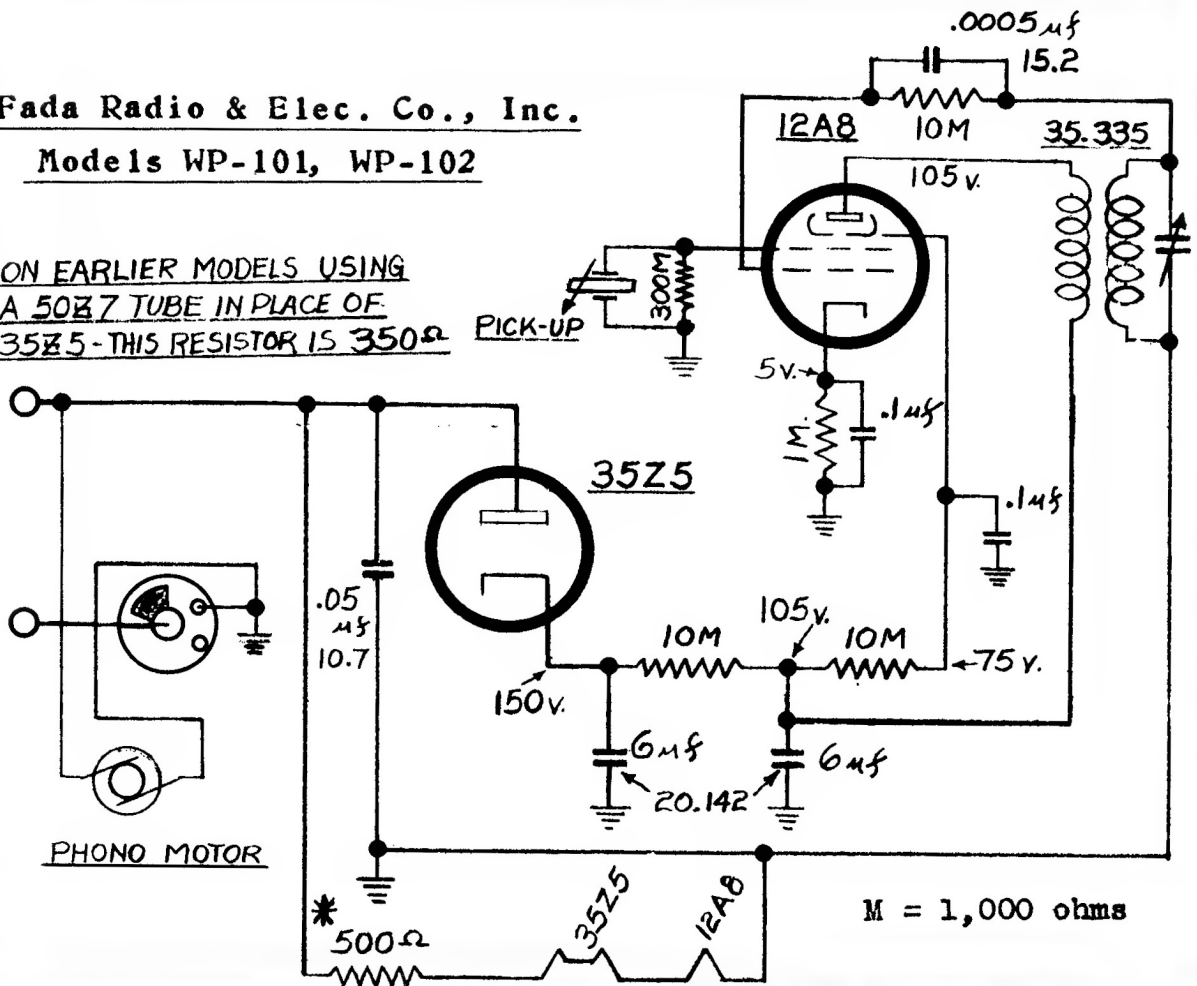 Fada Radio & Elec. Co., Inc.
Models WP-101, WP-102
.0005 µf
15.2
10M
12A8
35.335
105 v.
ON EARLIER MODELS USING
A 50Z7 TUBE IN PLACE OF
35Z5-THIS RESISTOR IS 350Ω
PICK-UP
300M
5 v.
1M.
.1 µf
.1 µf
35Z5
.05
µf
10.7
150 v.
10M
105 v.
10M
75 v.
6 µf
20.142
6 µf
PHONO MOTOR
*
500Ω
35Z5
12A8
M = 1,000 ohms